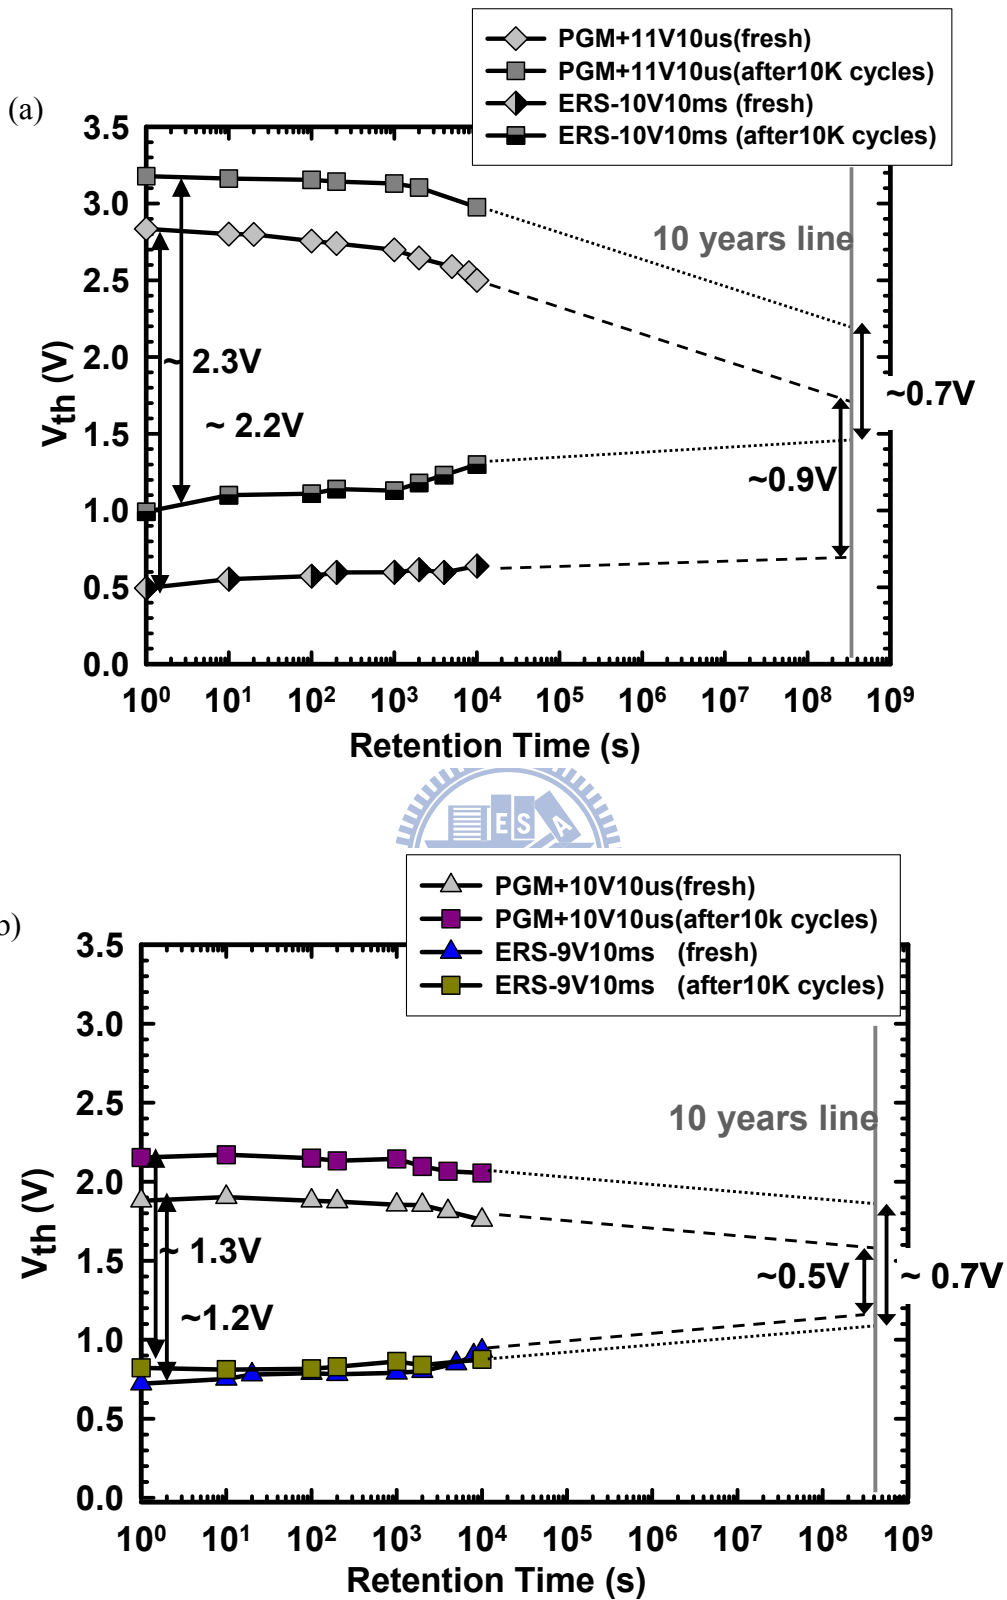 (a)
PGM+11V10us(fresh)
PGM+11V10us(after10K cycles)
ERS-10V10ms (fresh)
ERS-10V10ms (after10K cycles)
3.5
3.0
2.5
2.0
1.5
1.0
0.5
0.0
V_th (V)
10 years line
~ 2.3V
~ 2.2V
~0.7V
~0.9V
10⁰ 10¹ 10² 10³ 10⁴ 10⁵ 10⁶ 10⁷ 10⁸ 10⁹
Retention Time (s)
E S A
b)
PGM+10V10us(fresh)
PGM+10V10us(after10k cycles)
ERS-9V10ms (fresh)
ERS-9V10ms (after10K cycles)
3.5
3.0
2.5
2.0
1.5
1.0
0.5
0.0
V_th (V)
10 years line
~ 1.3V
~1.2V
~0.5V
~ 0.7V
10⁰ 10¹ 10² 10³ 10⁴ 10⁵ 10⁶ 10⁷ 10⁸ 10⁹
Retention Time (s)